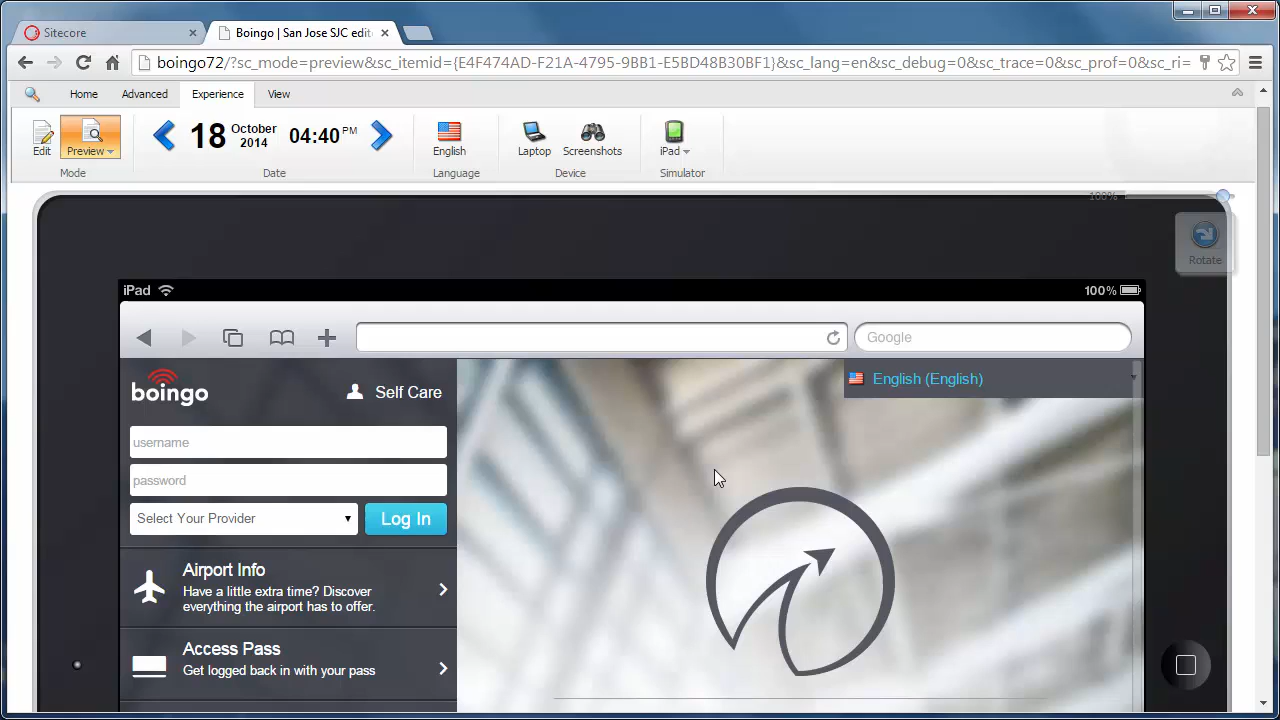 Sitecore
Boingo | San Jose SJC edit
boingo72/?sc_mode=preview&sc_itemid={E4F474AD-F21A-4795-9BB1-E5BD48B30BF1}&sc_lang=en&sc_debug=0&sc_trace=0&sc_prof=0&sc_ri=
Home Advanced Experience View
18 October 2014 04:40 PM
Edit Preview English Laptop Screenshots iPad
Mode Date Language Device Simulator
100%
Rotate
iPad 100%
Google
boingo Self Care English (English)
username
password
Select Your Provider Log In
Airport Info
Have a little extra time? Discover
everything the airport has to offer.
Access Pass
Get logged back in with your pass